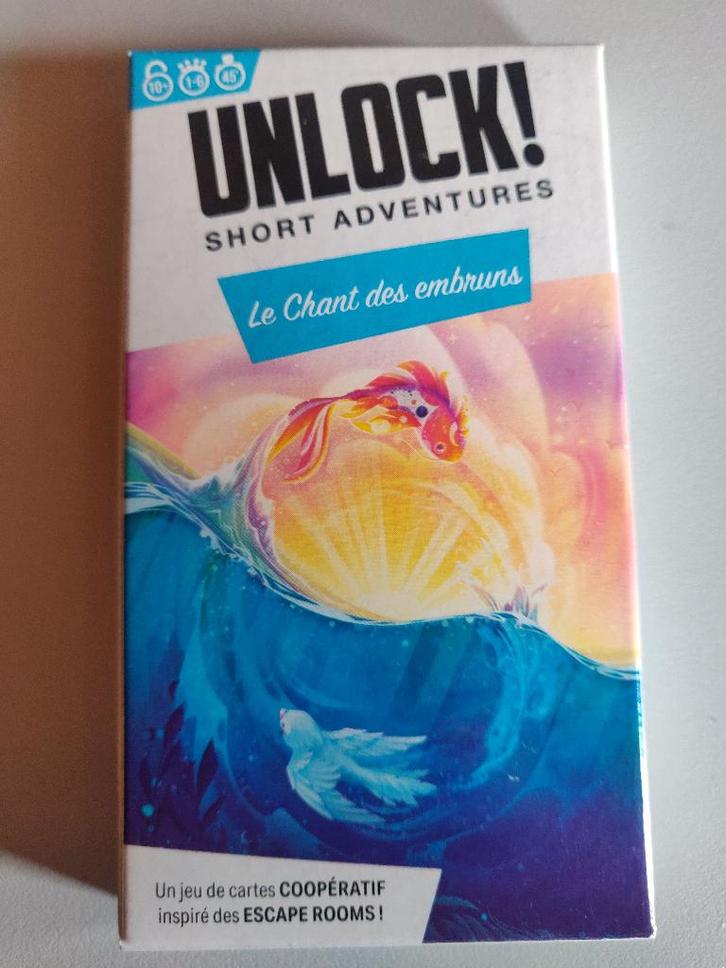 10+ 1-6 45'
UNLOCK!
SHORT ADVENTURES
Le Chant des embruns
Un jeu de cartes COOPÉRATIF
inspiré des ESCAPE ROOMS !